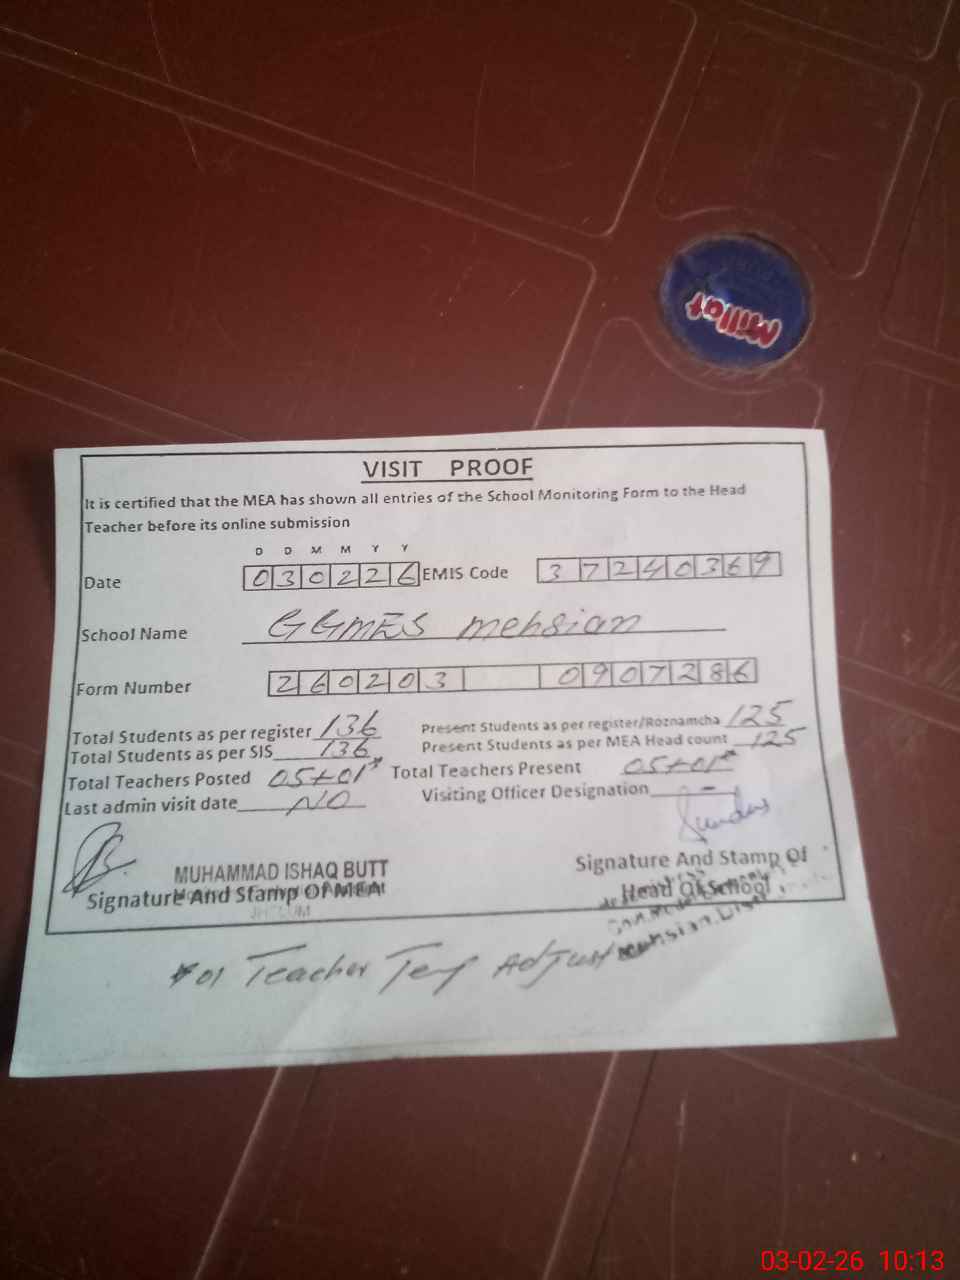 Millat
VISIT PROOF
It is certified that the MEA has shown all entries of the School Monitoring Form to the Head
Teacher before its online submission
D D M M Y Y
Date 030226 EMIS Code 37240369
School Name GGMES mehsian
Form Number 260203 0907286
Total Students as per register 136 Present Students as per register/Roznamcha 125
Total Students as per SIS 136 Present Students as per MEA Head count 125
Total Teachers Posted 05+01* Total Teachers Present 05+01*
Last admin visit date NO Visiting Officer Designation -
MUHAMMAD ISHAQ BUTT
Signature And Stamp Of MEA
JHELUM
Signature And Stamp Of
Head Of School
*01 Teacher Temp Adjust
03-02-26 10:13